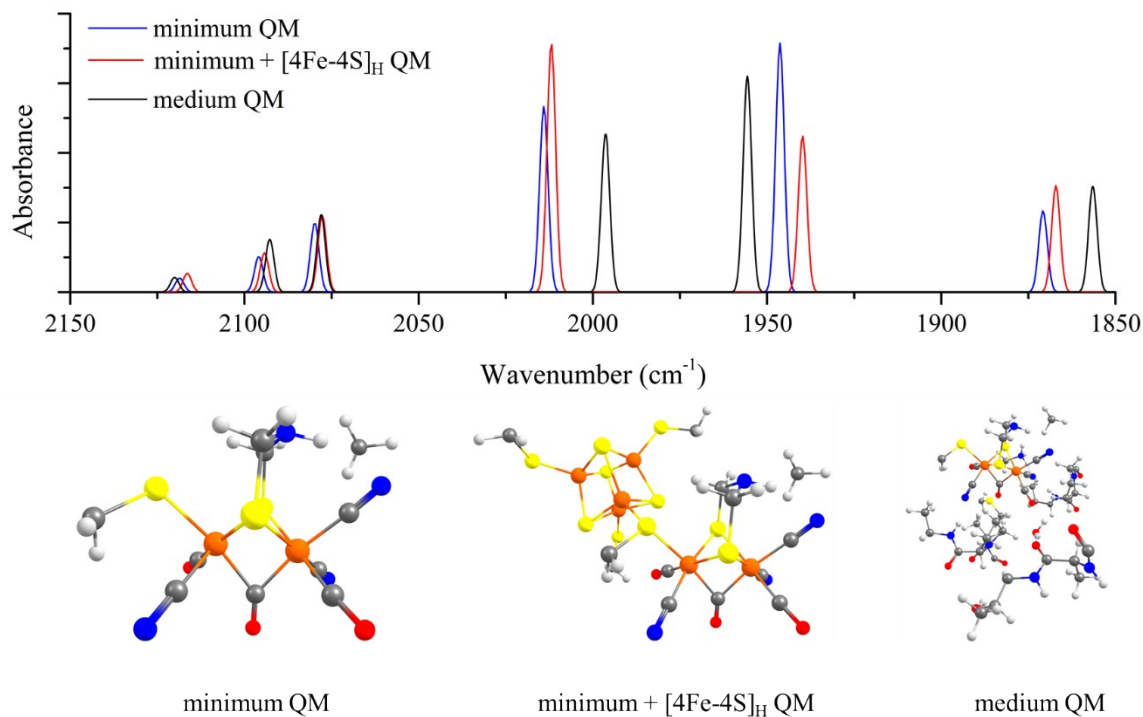 minimum QM
minimum + [4Fe-4S]H QM
medium QM
Absorbance
2150 2100 2050 2000 1950 1900 1850
Wavenumber (cm-1)
minimum QM minimum + [4Fe-4S]H QM medium QM